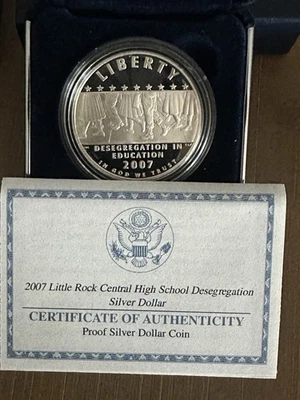 LIBERTY
DESEGREGATION IN
EDUCATION
2007
IN GOD WE TRUST
2007 Little Rock Central High School Desegregation
Silver Dollar
CERTIFICATE OF AUTHENTICITY
Proof Silver Dollar Coin